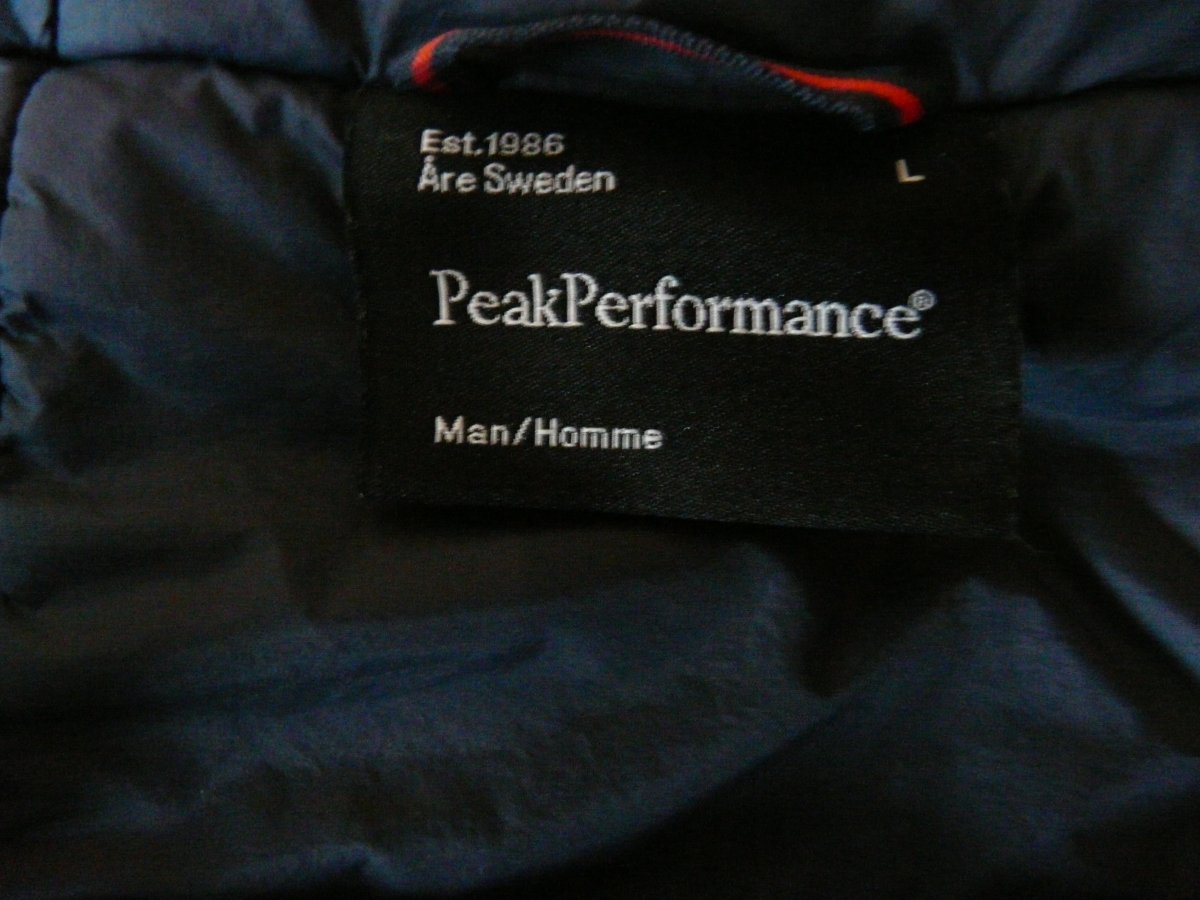 Est.1986
Åre Sweden
L
PeakPerformance®
Man/Homme